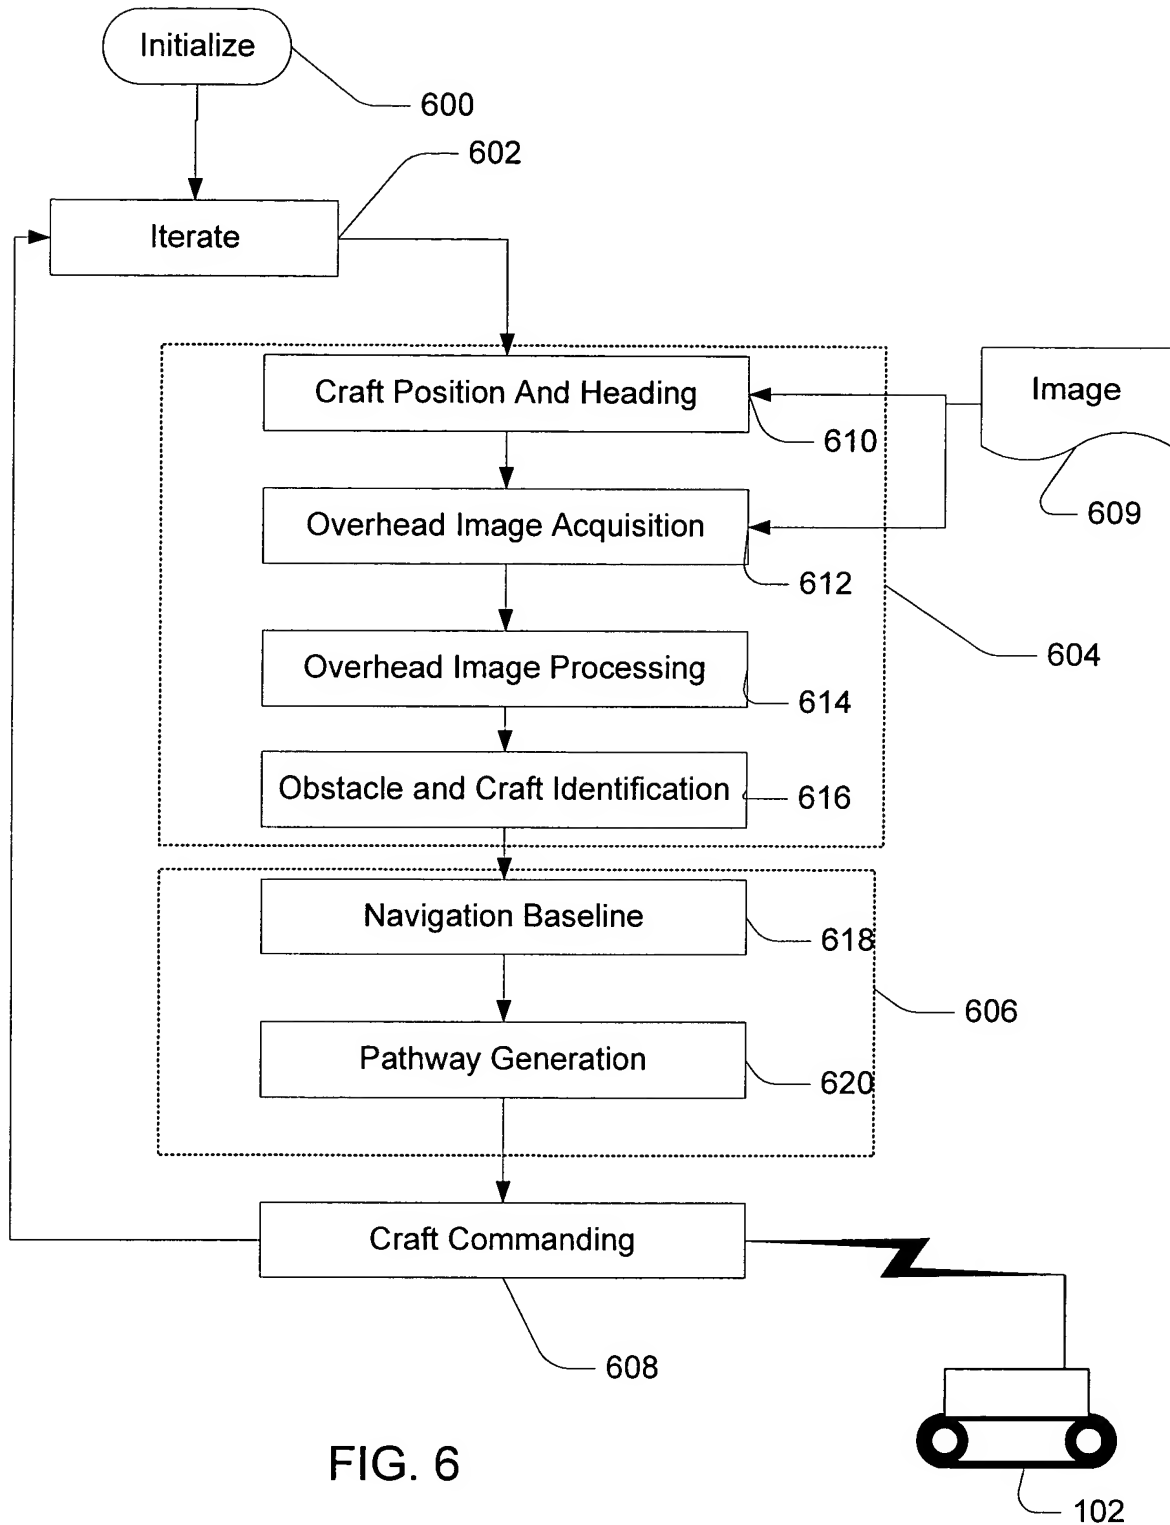 Initialize
600
602
Iterate
Craft Position And Heading
Image
610
Overhead Image Acquisition
609
612
604
Overhead Image Processing
614
Obstacle and Craft Identification
616
Navigation Baseline
618
606
Pathway Generation
620
Craft Commanding
608
FIG. 6
102